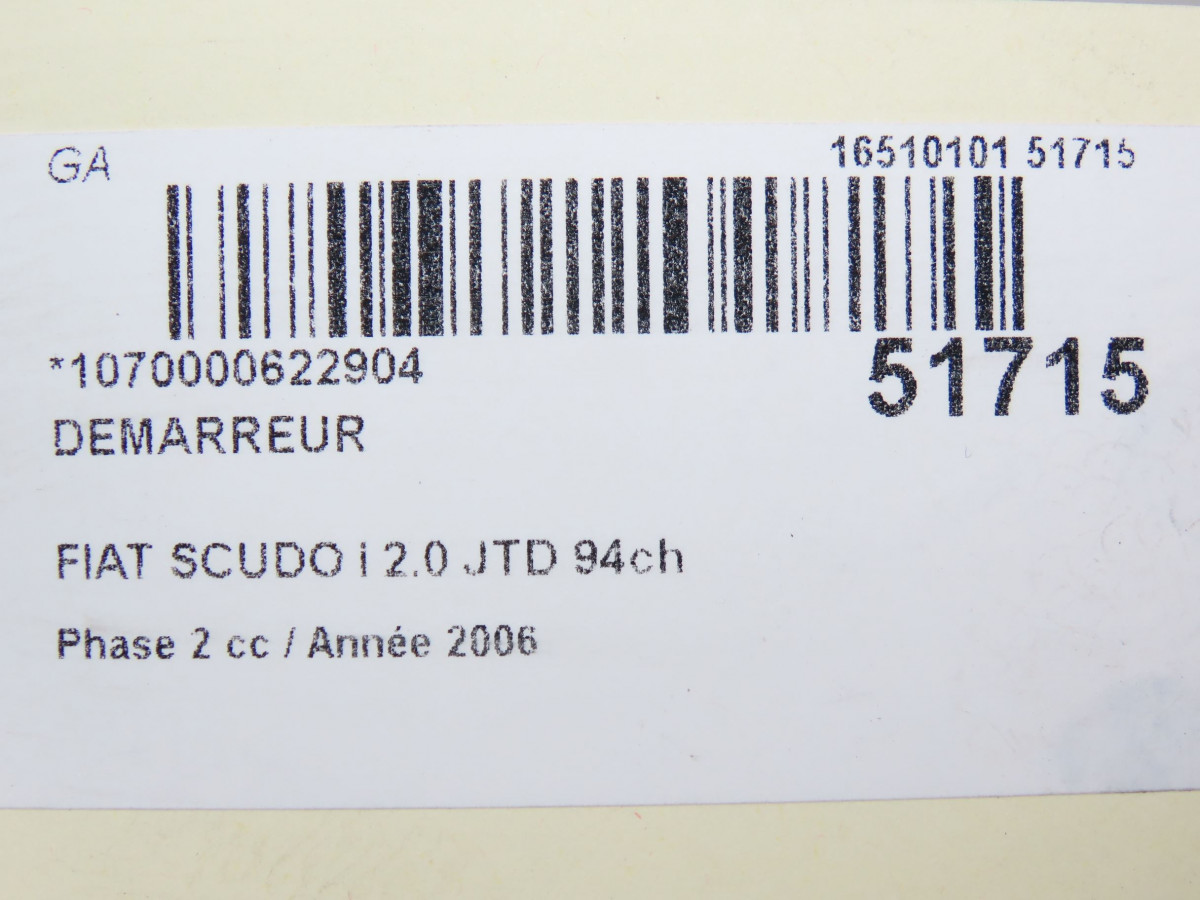 GA
16510101 51715
*1070000622904
51715
DEMARREUR
FIAT SCUDO i 2.0 JTD 94ch
Phase 2 cc / Année 2006